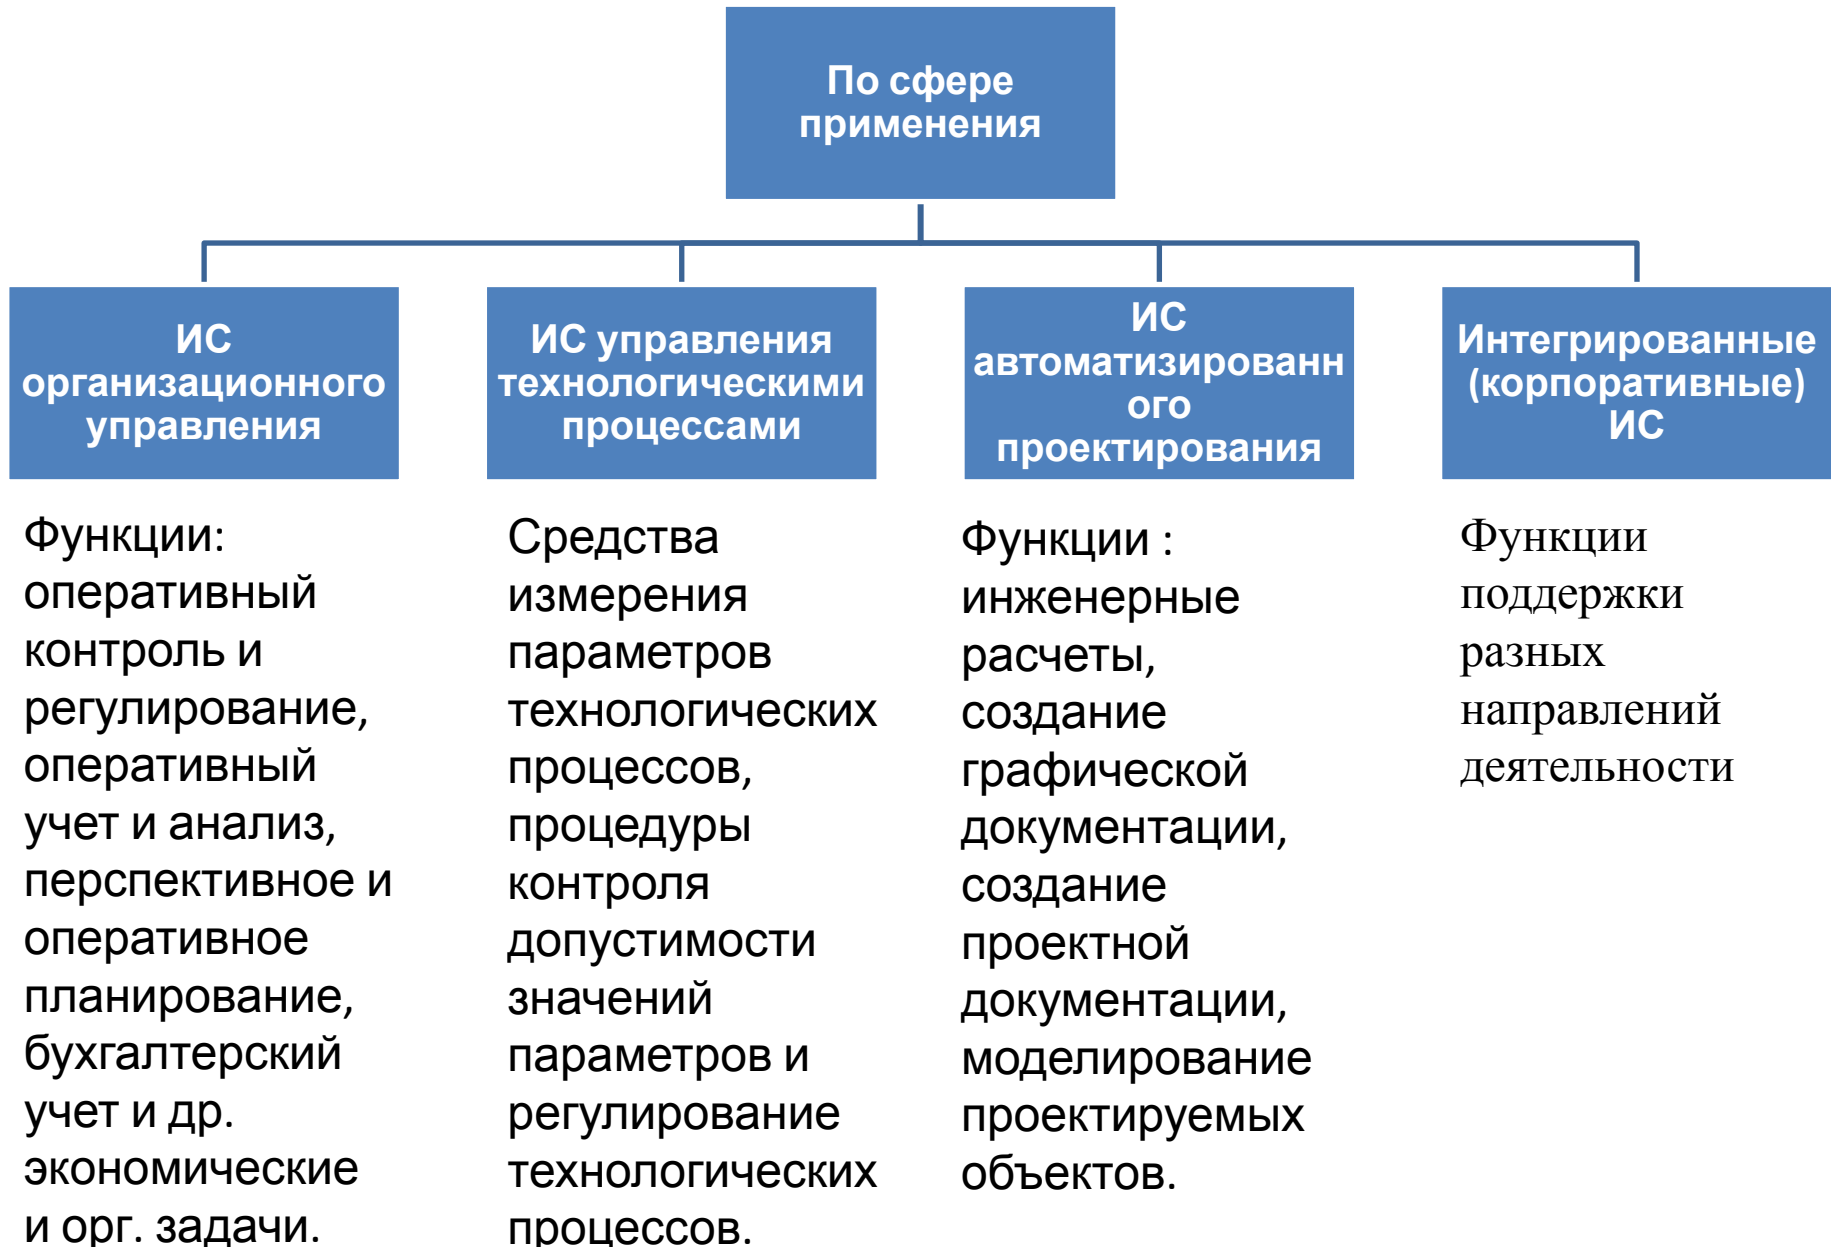 По сфере
применения
ИС
организационного
управления
ИС управления
технологическими
процессами
ИС
автоматизированн
ого
проектирования
Интегрированные
(корпоративные)
ИС
Функции:
оперативный
контроль и
регулирование,
оперативный
учет и анализ,
перспективное и
оперативное
планирование,
бухгалтерский
учет и др.
экономические
и орг. задачи.
Средства
измерения
параметров
технологических
процессов,
процедуры
контроля
допустимости
значений
параметров и
регулирование
технологических
процессов.
Функции :
инженерные
расчеты,
создание
графической
документации,
создание
проектной
документации,
моделирование
проектируемых
объектов.
Функции
поддержки
разных
направлений
деятельности